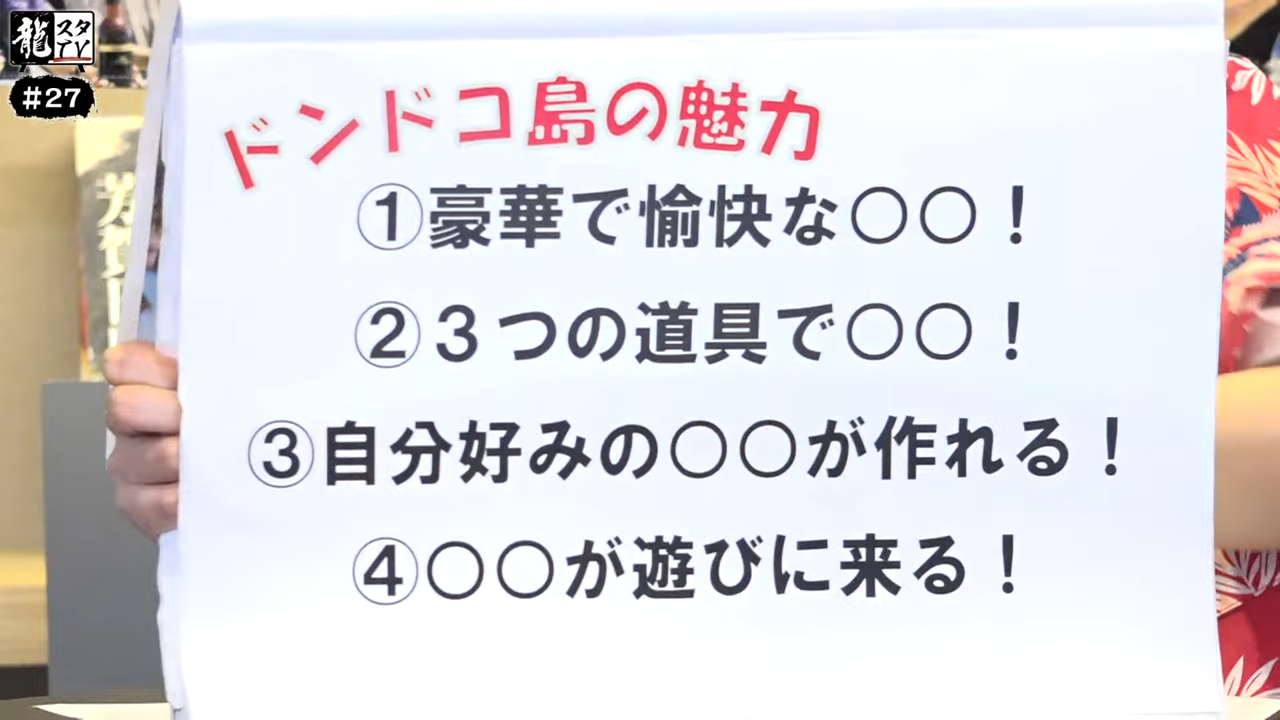 龍スタTV
#27
ドンドコ島の魅力
①豪華で愉快な○○！
②３つの道具で○○！
③自分好みの○○が作れる！
④○○が遊びに来る！